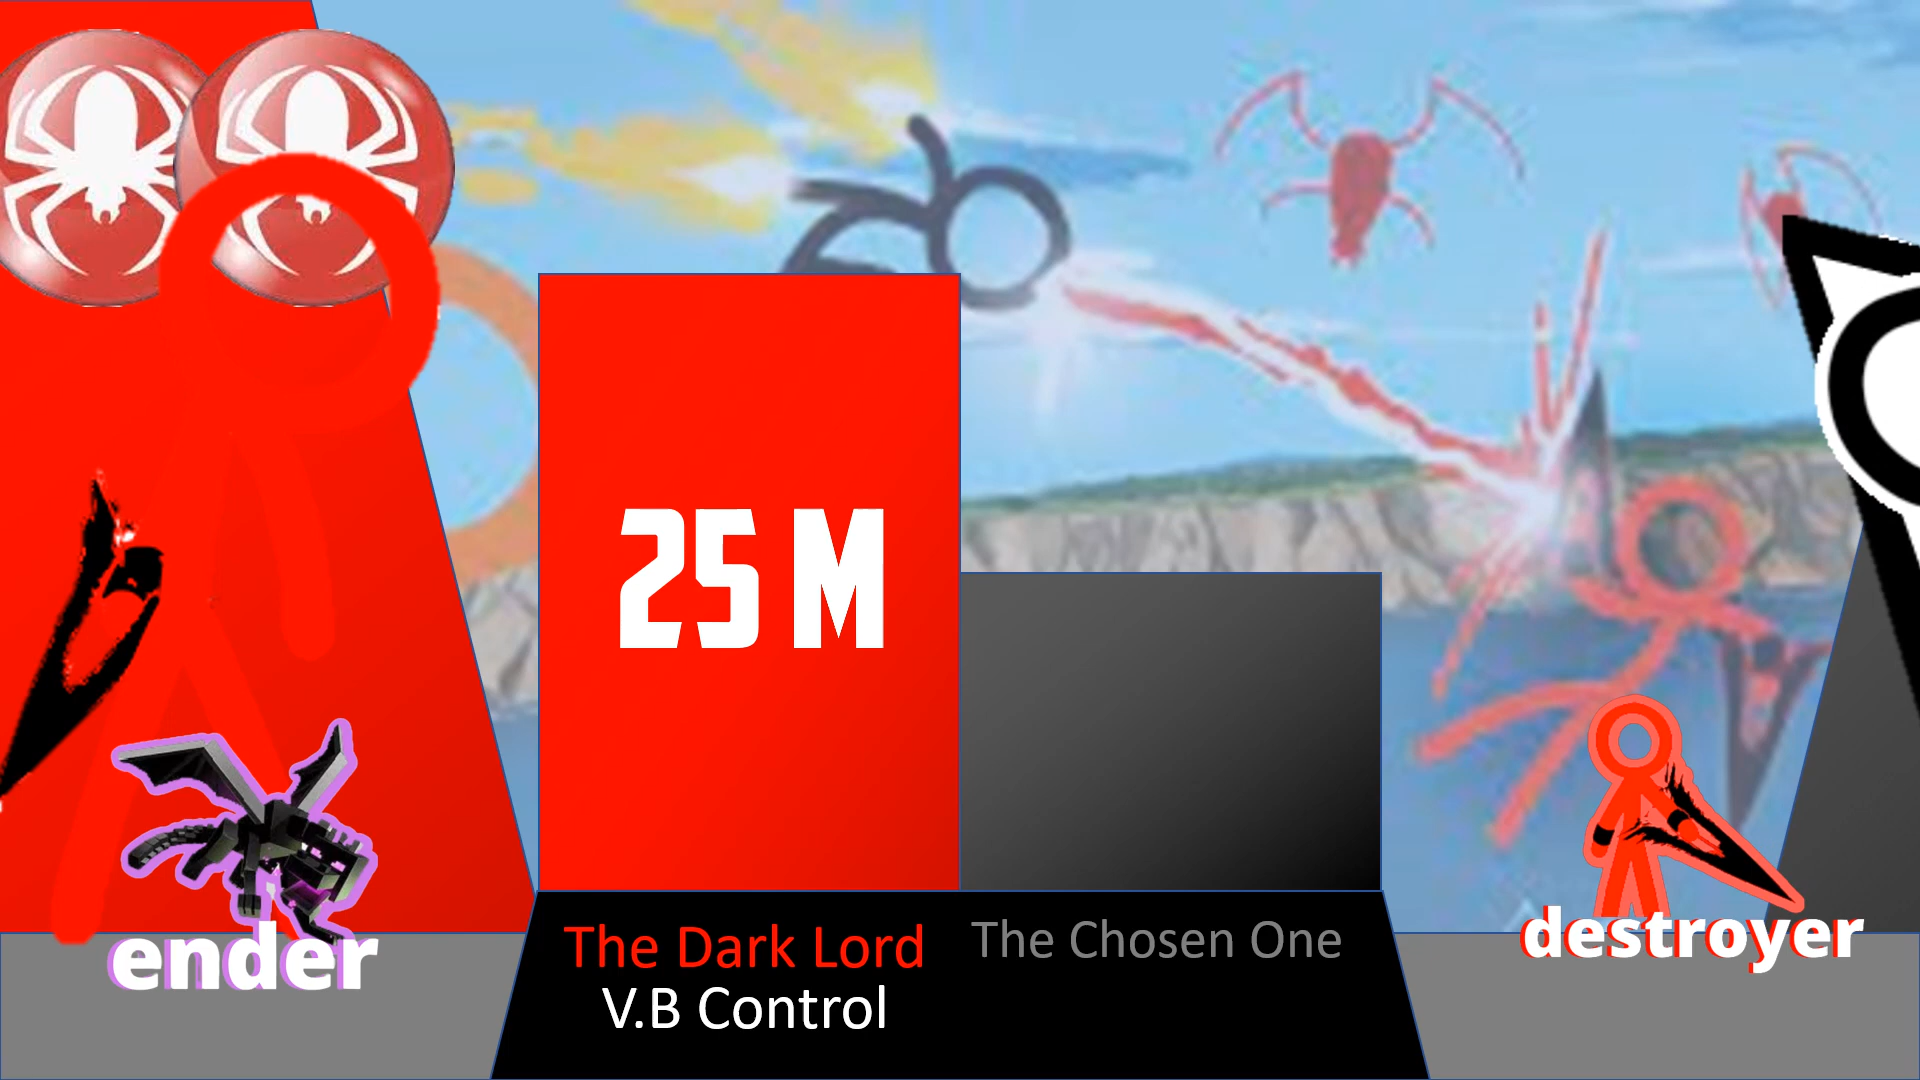 25 M
The Dark Lord
V.B Control
The Chosen One
ender
destroyer